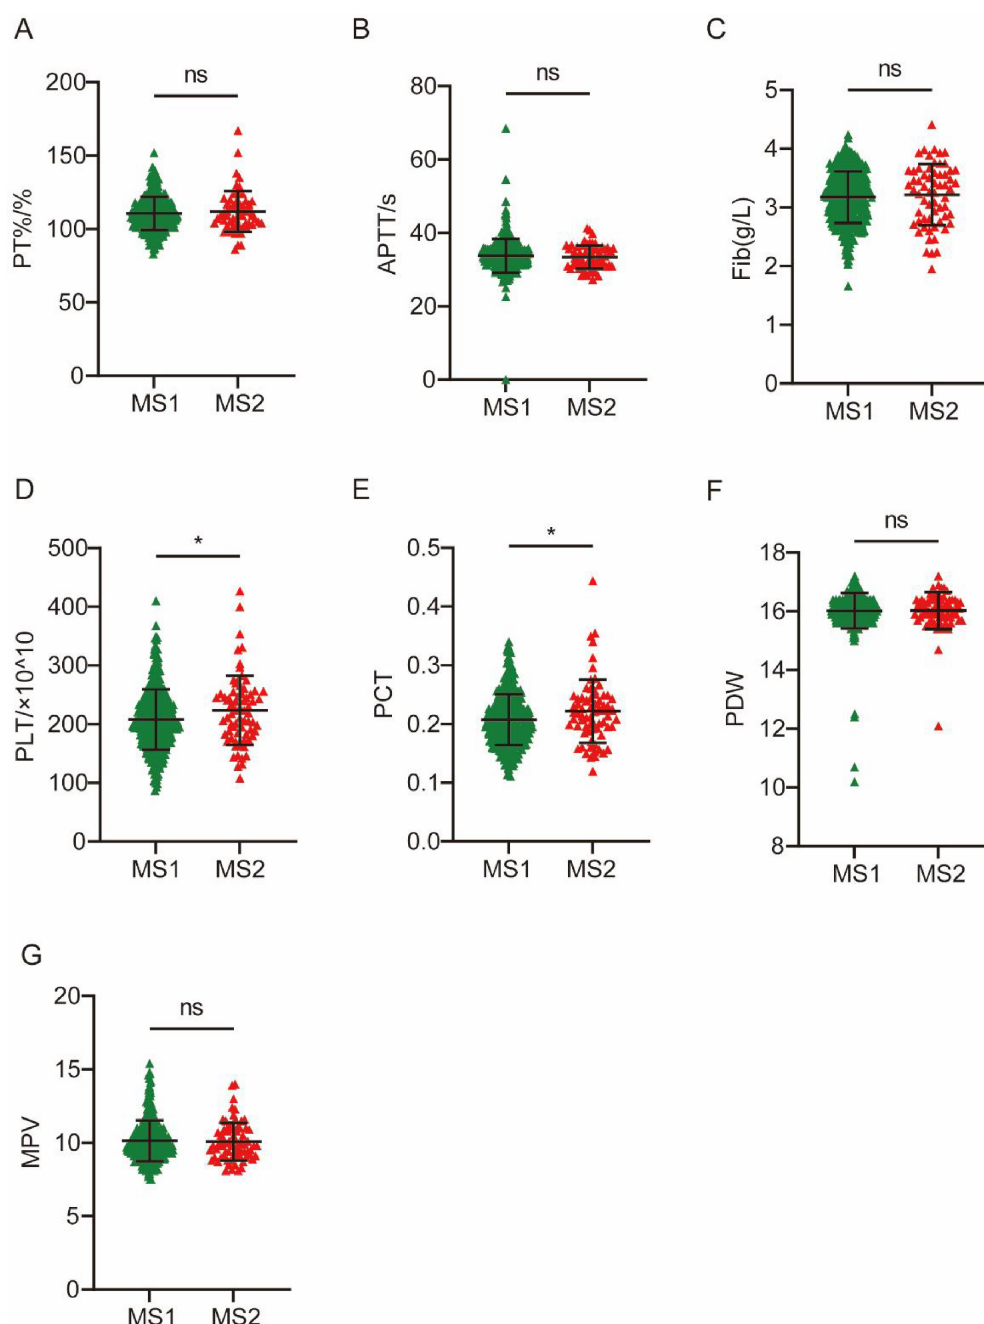 A
B
C
ns
ns
ns
200
150
100
50
0
PT%/%
MS1 MS2
80
60
40
20
0
APTT/s
MS1 MS2
5
4
3
2
1
0
Fib(g/L)
MS1 MS2
D
E
F
*
*
ns
500
400
300
200
100
0
PLT/×10^10
MS1 MS2
0.5
0.4
0.3
0.2
0.1
0.0
PCT
MS1 MS2
18
16
14
12
10
8
PDW
MS1 MS2
G
ns
20
15
10
5
0
MPV
MS1 MS2